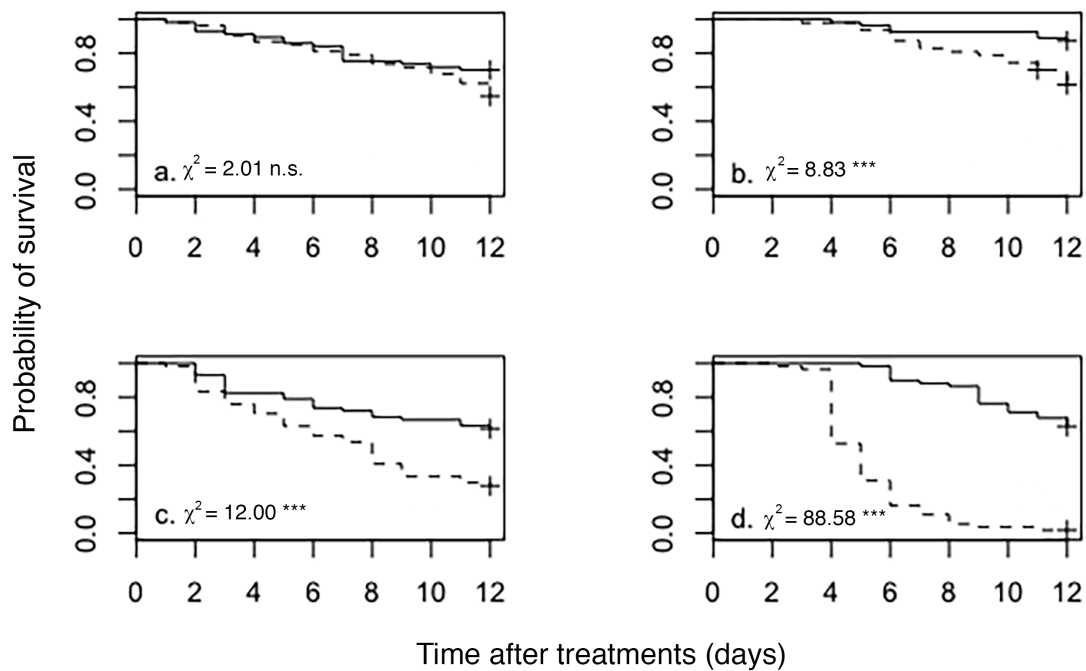 Probability of survival
0.8
0.4
0.0
a. χ² = 2.01 n.s.
0 2 4 6 8 10 12
0.8
0.4
0.0
b. χ² = 8.83 ***
0 2 4 6 8 10 12
0.8
0.4
0.0
c. χ² = 12.00 ***
0 2 4 6 8 10 12
0.8
0.4
0.0
d. χ² = 88.58 ***
0 2 4 6 8 10 12
Time after treatments (days)